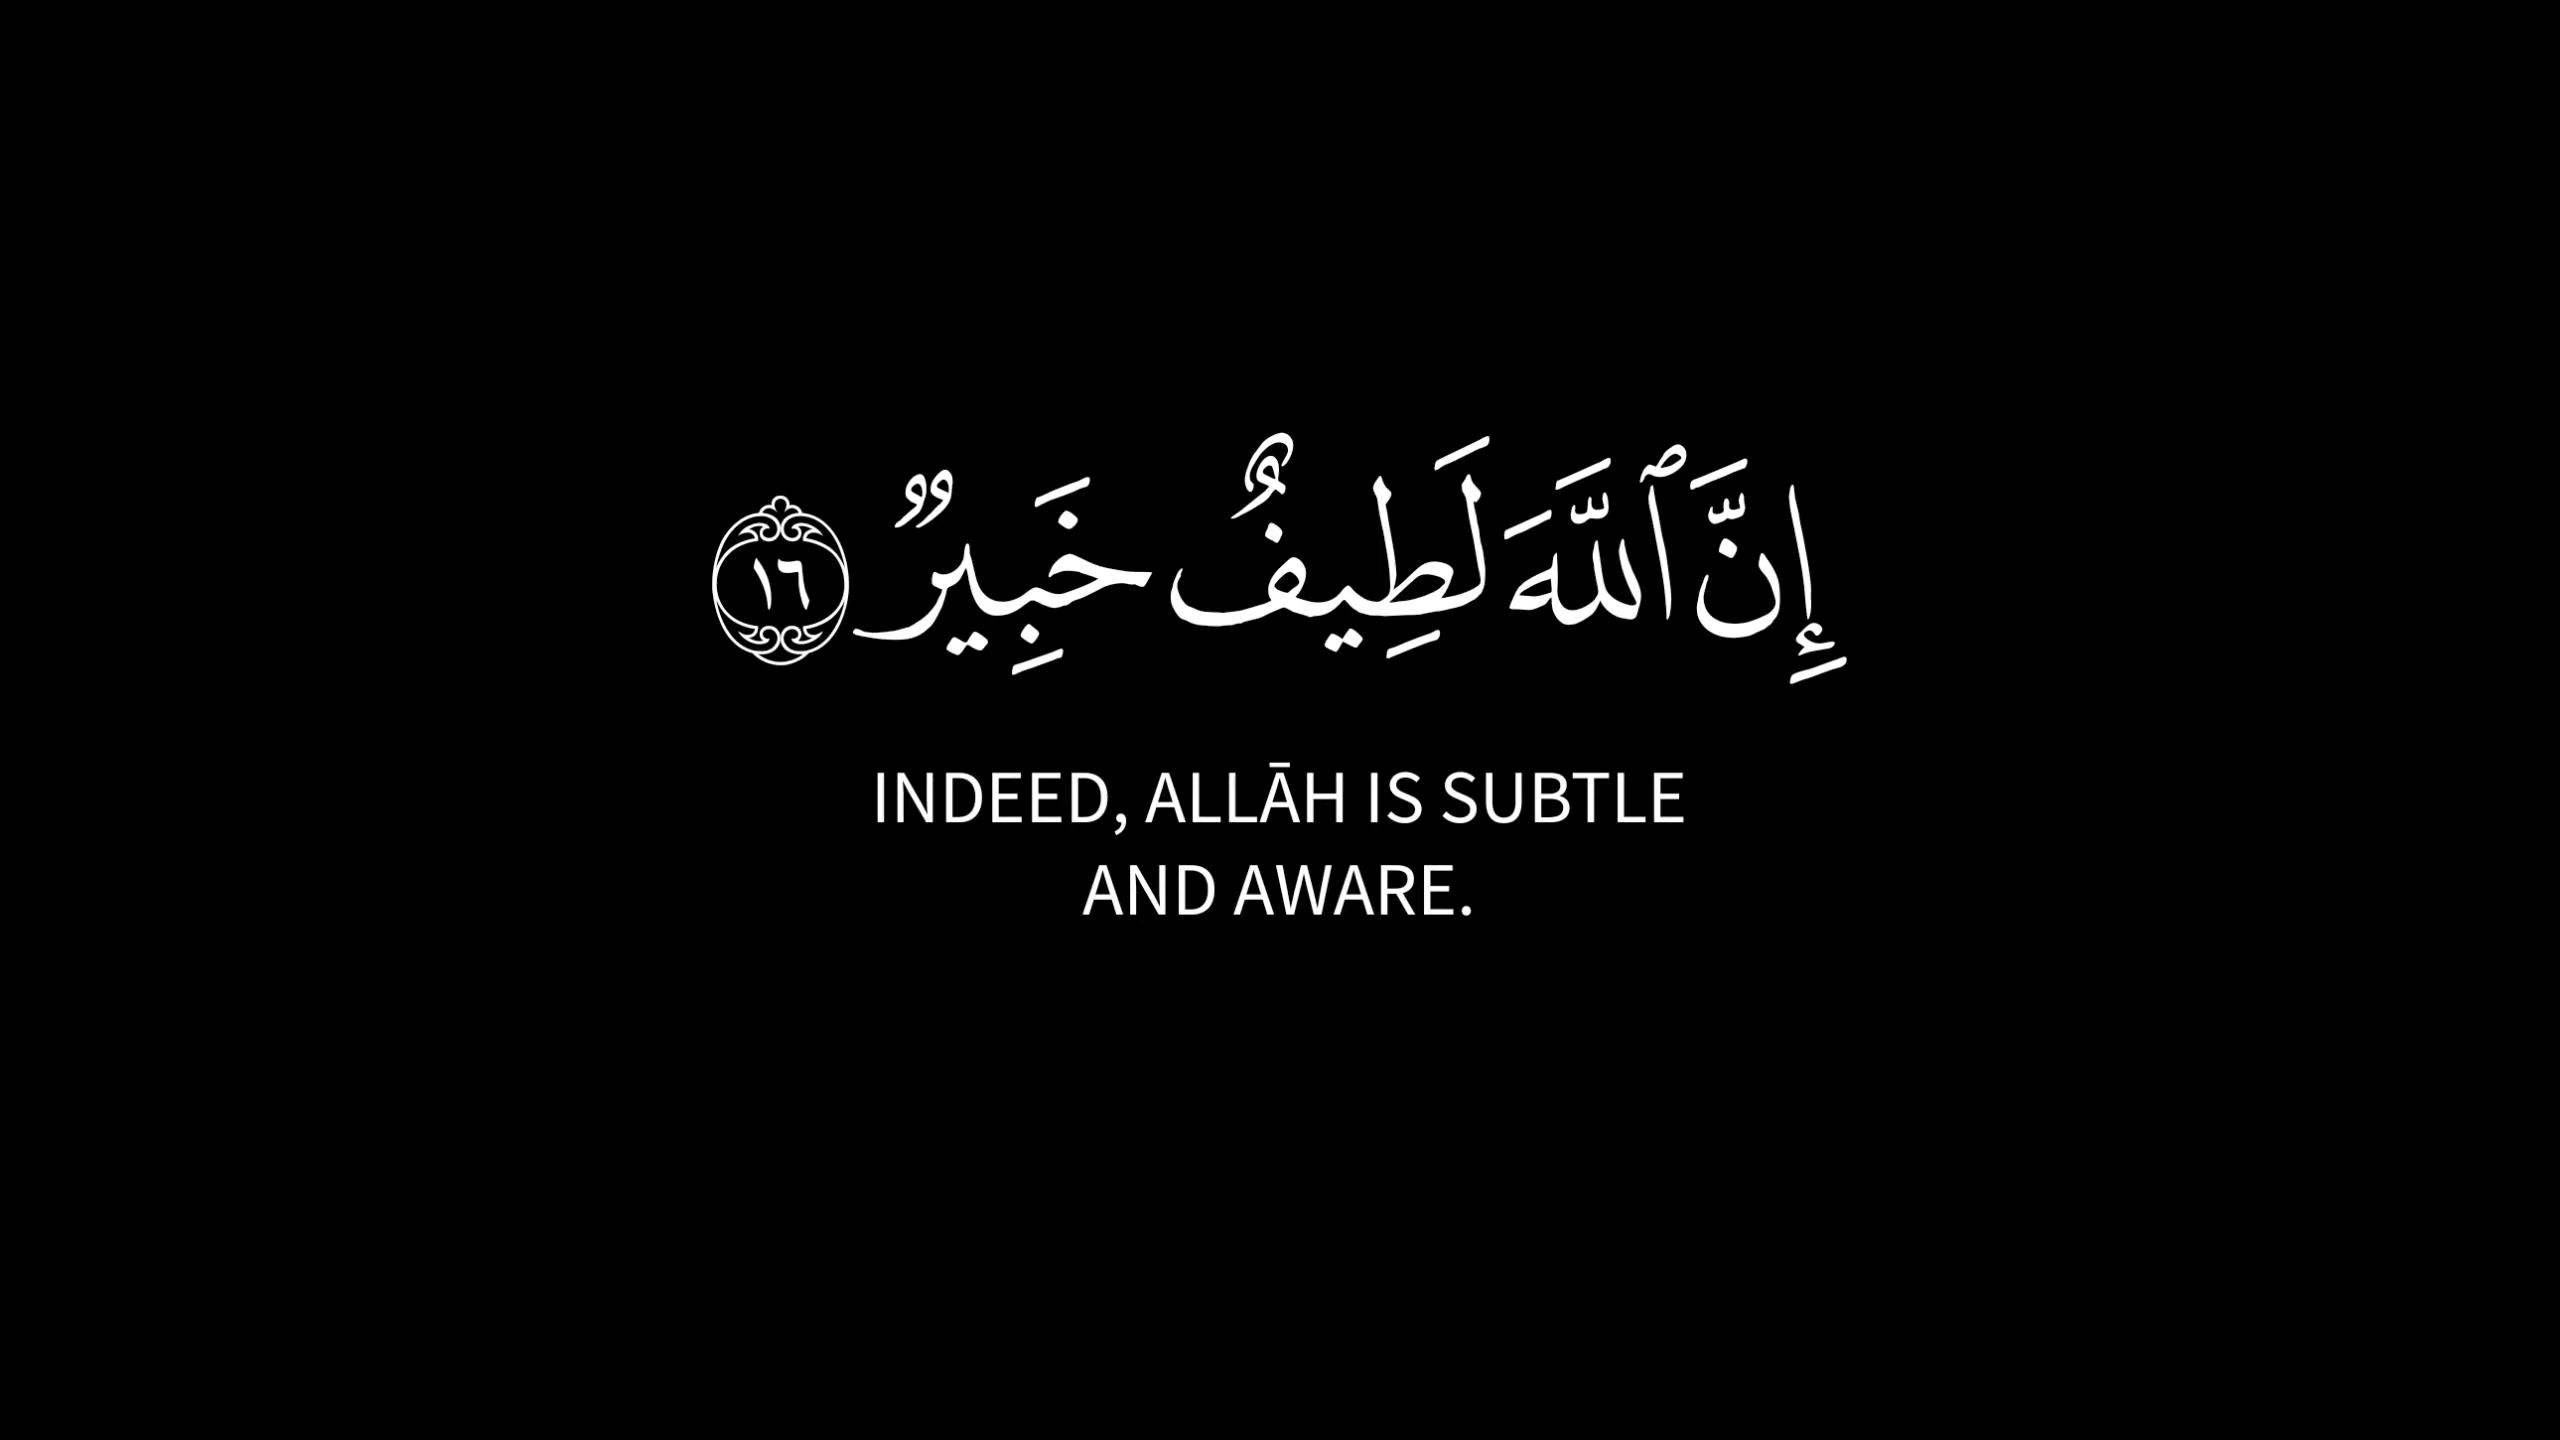 إِنَّ ٱللَّهَ لَطِيفٌ خَبِيرٌ ١٦
INDEED, ALLĀH IS SUBTLE
AND AWARE.